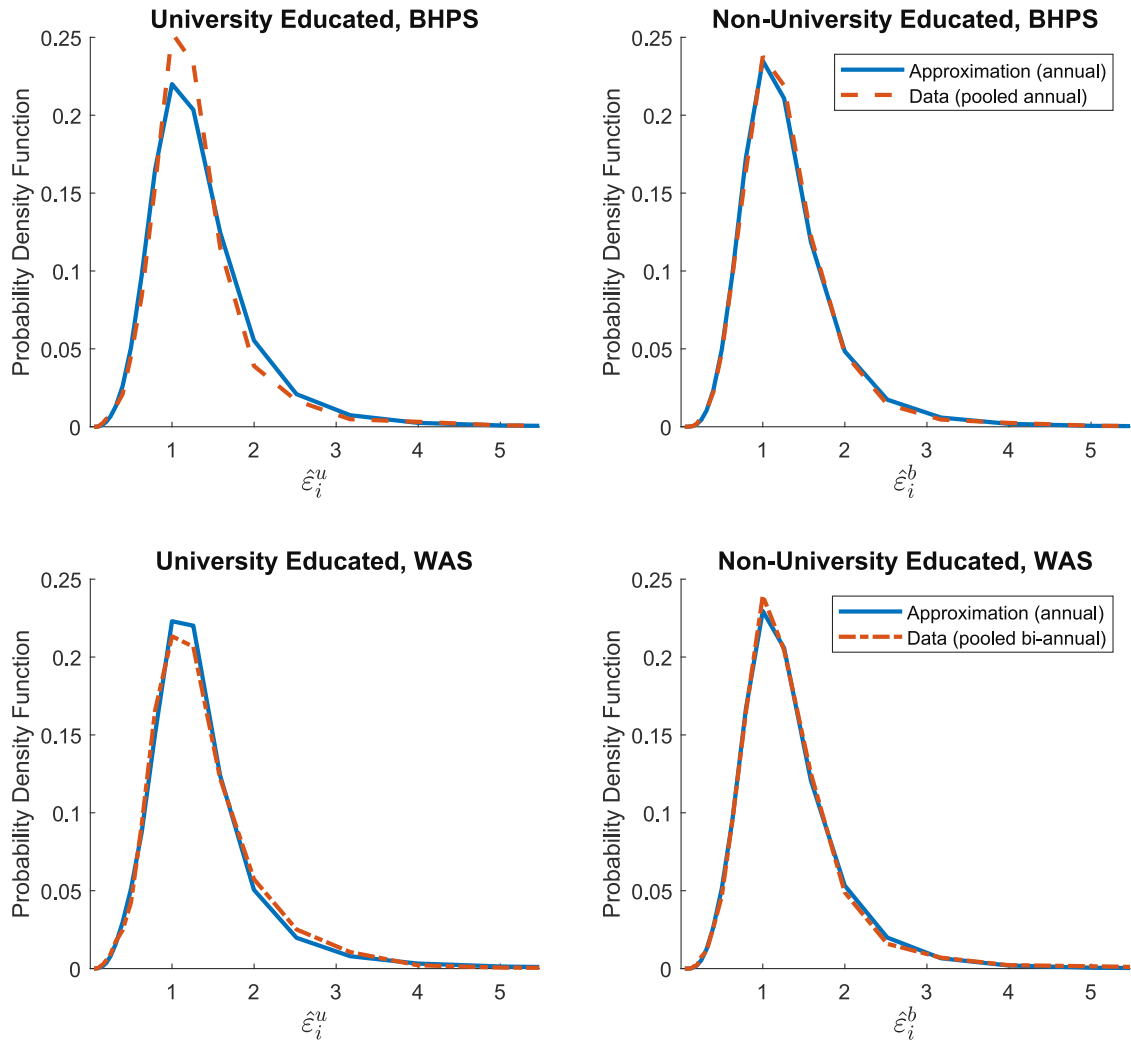 University Educated, BHPS
0.25
0.2
0.15
0.1
0.05
0
Probability Density Function
1 2 3 4 5
ε̂ᵢᵘ
Non-University Educated, BHPS
0.25
0.2
0.15
0.1
0.05
0
Probability Density Function
Approximation (annual)
Data (pooled annual)
1 2 3 4 5
ε̂ᵢᵇ
University Educated, WAS
0.25
0.2
0.15
0.1
0.05
0
Probability Density Function
1 2 3 4 5
ε̂ᵢᵘ
Non-University Educated, WAS
0.25
0.2
0.15
0.1
0.05
0
Probability Density Function
Approximation (annual)
Data (pooled bi-annual)
1 2 3 4 5
ε̂ᵢᵇ